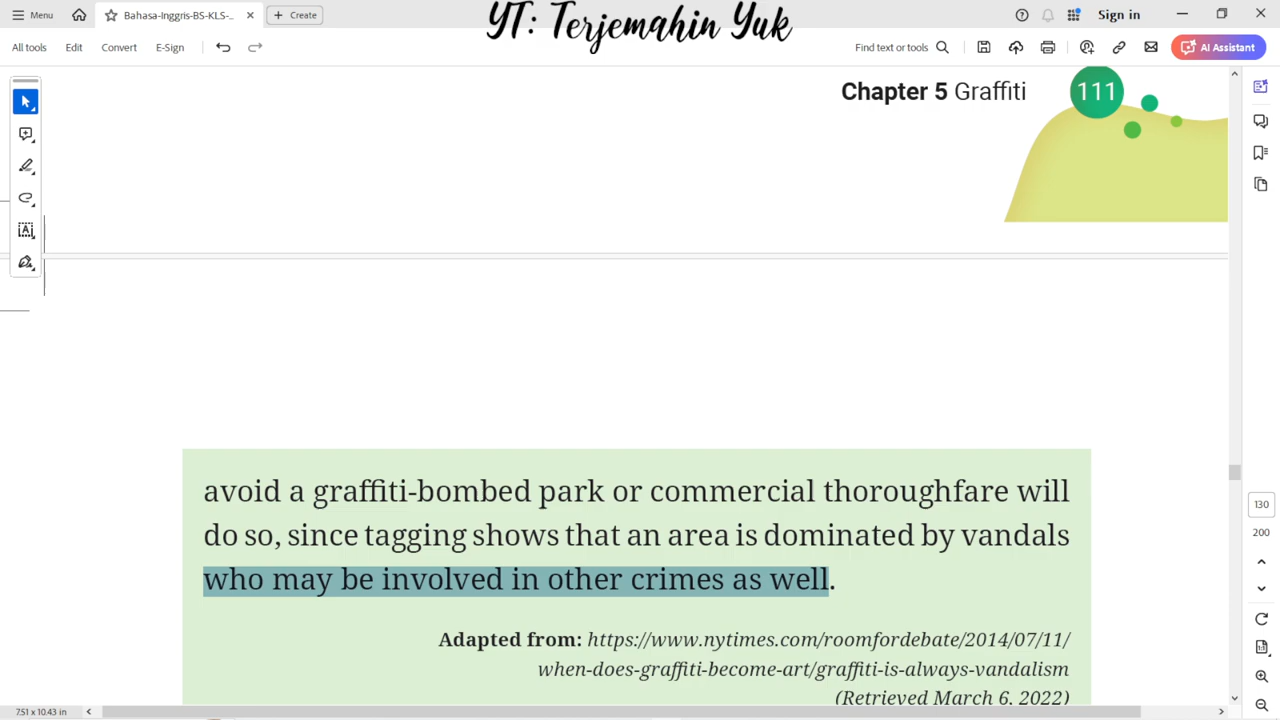 Menu
Bahasa-Inggris-BS-KLS-...
Create
YT: Terjemahin Yuk
Sign in
All tools
Edit
Convert
E-Sign
Find text or tools
AI Assistant
Chapter 5 Graffiti 111
avoid a graffiti-bombed park or commercial thoroughfare will
do so, since tagging shows that an area is dominated by vandals
who may be involved in other crimes as well.
Adapted from: https://www.nytimes.com/roomfordebate/2014/07/11/
when-does-graffiti-become-art/graffiti-is-always-vandalism
(Retrieved March 6, 2022)
130
200
7.51 x 10.43 in